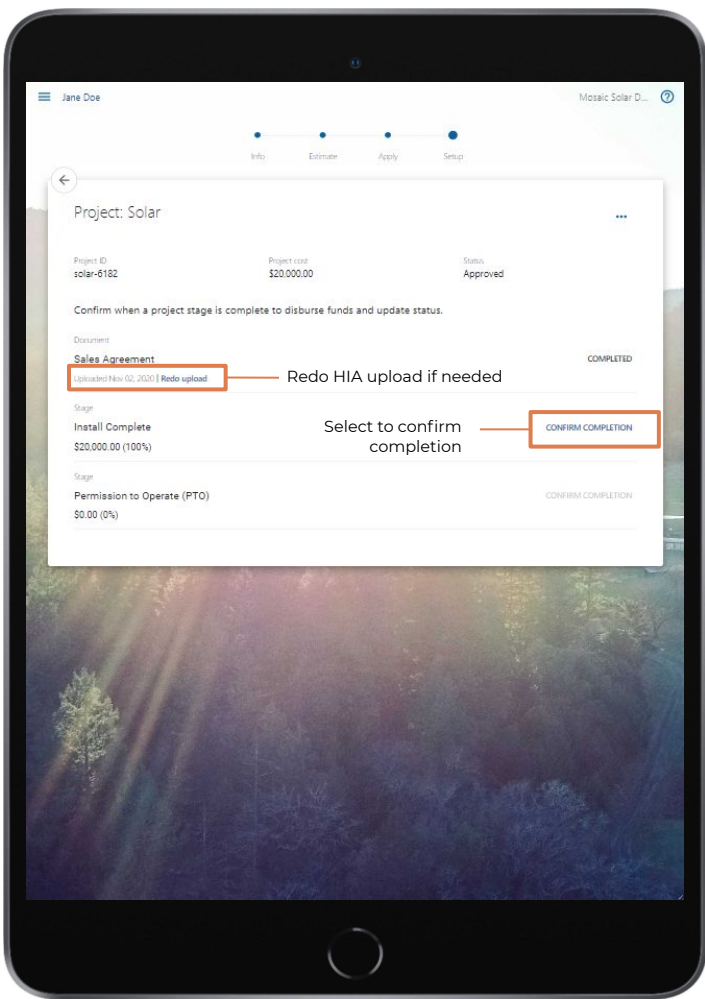 Jane Doe
Mosaic Solar D...
Info Estimate Apply Setup
Project: Solar
Project ID Project cost Status
solar-6182 $20,000.00 Approved
Confirm when a project stage is complete to disburse funds and update status.
Document
Sales Agreement COMPLETED
Uploaded Nov 02, 2020 | Redo upload
Redo HIA upload if needed
Stage
Install Complete
$20,000.00 (100%)
Select to confirm
completion
CONFIRM COMPLETION
Stage
Permission to Operate (PTO) CONFIRM COMPLETION
$0.00 (0%)